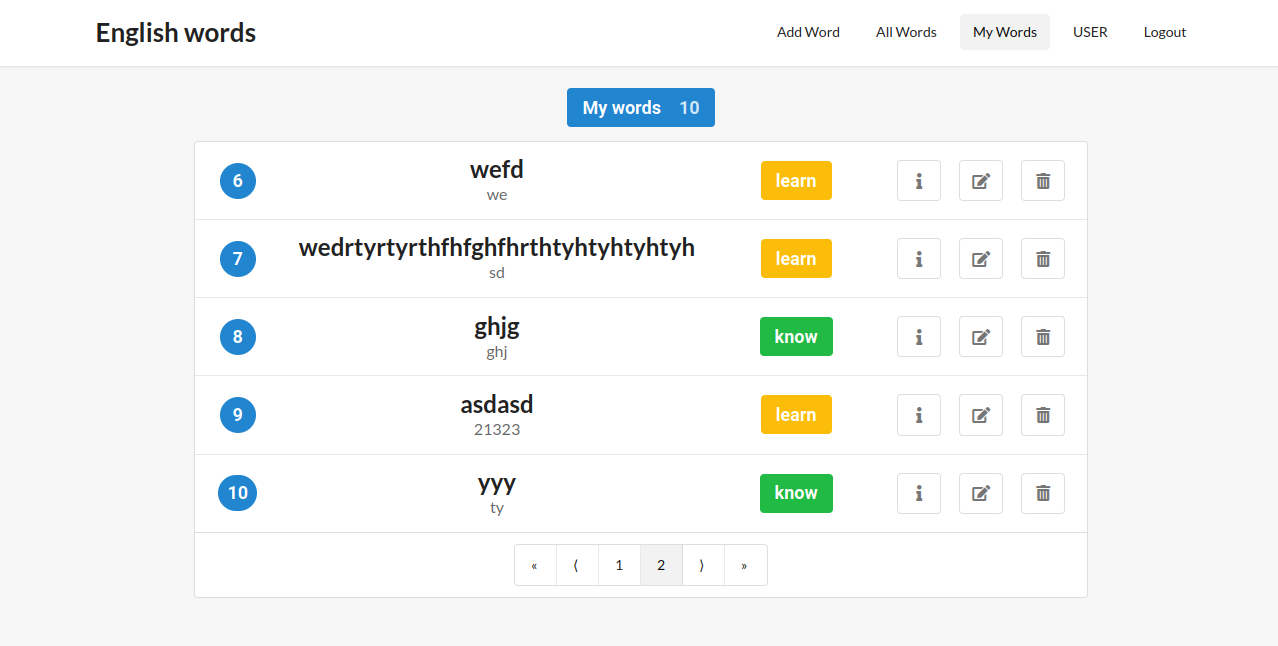 English words
Add Word All Words My Words USER Logout
My words 10
6 wefd learn
we
7 wedrtyrtyrthfhfghfhrthtyhtyhtyhtyh learn
sd
8 ghjg know
ghj
9 asdasd learn
21323
10 yyy know
ty
« ⟨ 1 2 ⟩ »